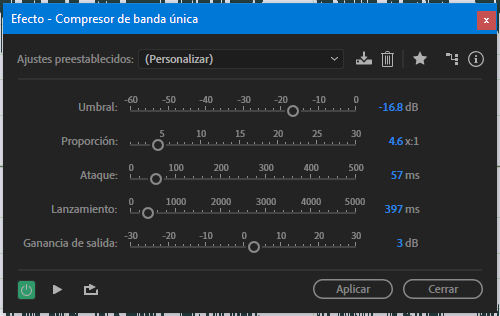 Efecto - Compresor de banda única
x
Ajustes preestablecidos: (Personalizar)
-60 -50 -40 -30 -20 -10 0
Umbral: -16.8 dB
5 10 15 20 25 30
Proporción: 4.6 x:1
0 100 200 300 400 500
Ataque: 57 ms
0 1000 2000 3000 4000 5000
Lanzamiento: 397 ms
-30 -20 -10 0 10 20 30
Ganancia de salida: 3 dB
Aplicar Cerrar